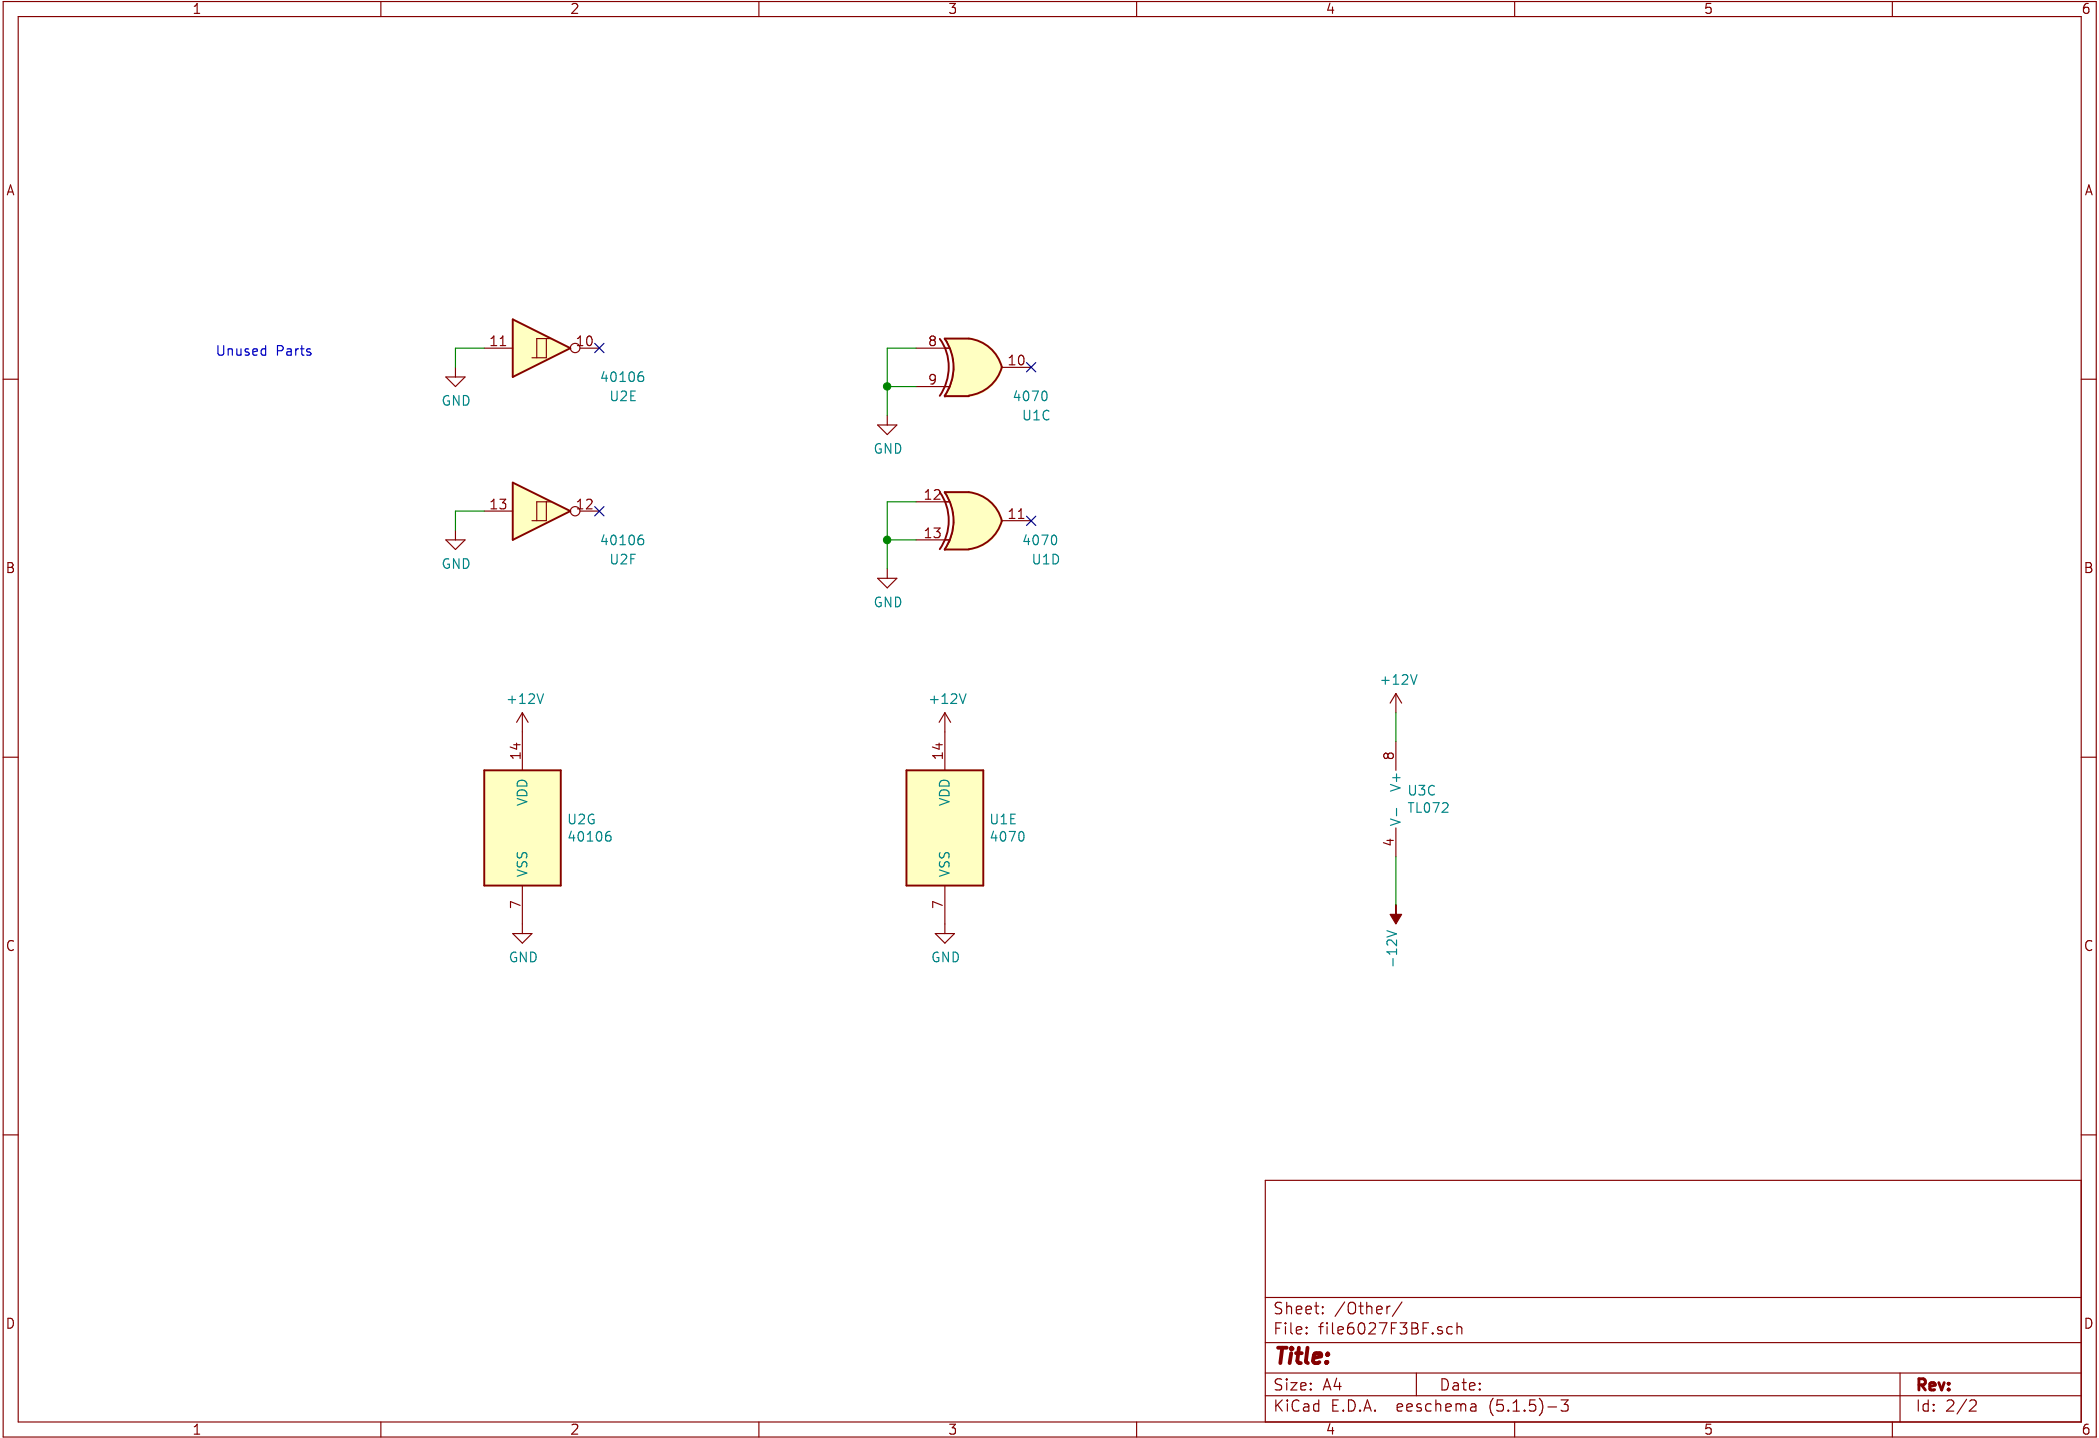 1 2 3 4 5 6
A A
Unused Parts
11 10
40106
U2E
GND
8
9
10
4070
U1C
GND
13 12
40106
U2F
GND
12
13
11
4070
U1D
GND
B B
+12V
14
VDD
VSS
7
U2G
40106
GND
+12V
14
VDD
VSS
7
U1E
4070
GND
+12V
8
V+
V-
4
U3C
TL072
-12V
C C
D D
Sheet: /Other/
File: file6027F3BF.sch
Title:
Size: A4 Date: Rev:
KiCad E.D.A. eeschema (5.1.5)-3 Id: 2/2
1 2 3 4 5 6